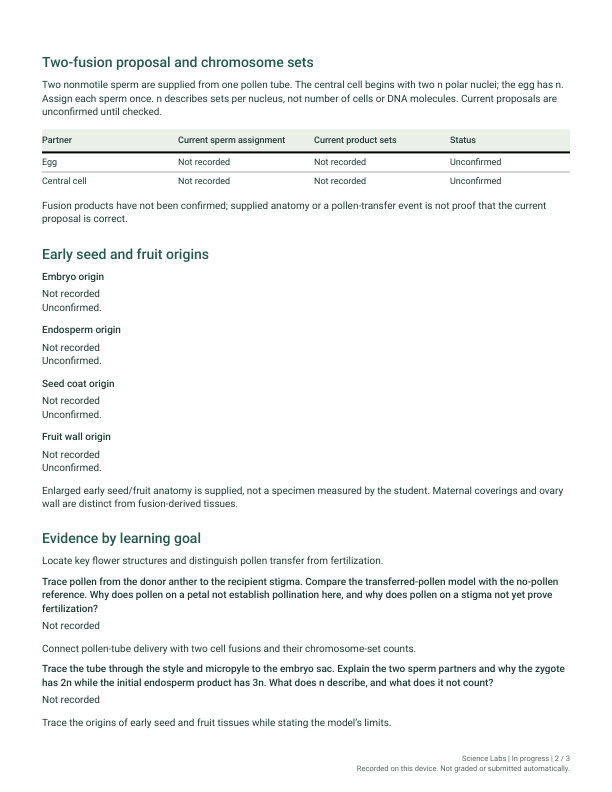 Two-fusion proposal and chromosome sets
Two nonmotile sperm are supplied from one pollen tube. The central cell begins with two n polar nuclei; the egg has n.
Assign each sperm once. n describes sets per nucleus, not number of cells or DNA molecules. Current proposals are
unconfirmed until checked.
Partner Current sperm assignment Current product sets Status
Egg Not recorded Not recorded Unconfirmed
Central cell Not recorded Not recorded Unconfirmed
Fusion products have not been confirmed; supplied anatomy or a pollen-transfer event is not proof that the current
proposal is correct.
Early seed and fruit origins
Embryo origin
Not recorded
Unconfirmed.
Endosperm origin
Not recorded
Unconfirmed.
Seed coat origin
Not recorded
Unconfirmed.
Fruit wall origin
Not recorded
Unconfirmed.
Enlarged early seed/fruit anatomy is supplied, not a specimen measured by the student. Maternal coverings and ovary
wall are distinct from fusion-derived tissues.
Evidence by learning goal
Locate key flower structures and distinguish pollen transfer from fertilization.
Trace pollen from the donor anther to the recipient stigma. Compare the transferred-pollen model with the no-pollen
reference. Why does pollen on a petal not establish pollination here, and why does pollen on a stigma not yet prove
fertilization?
Not recorded
Connect pollen-tube delivery with two cell fusions and their chromosome-set counts.
Trace the tube through the style and micropyle to the embryo sac. Explain the two sperm partners and why the zygote
has 2n while the initial endosperm product has 3n. What does n describe, and what does it not count?
Not recorded
Trace the origins of early seed and fruit tissues while stating the model’s limits.
Science Labs | In progress | 2 / 3
Recorded on this device. Not graded or submitted automatically.